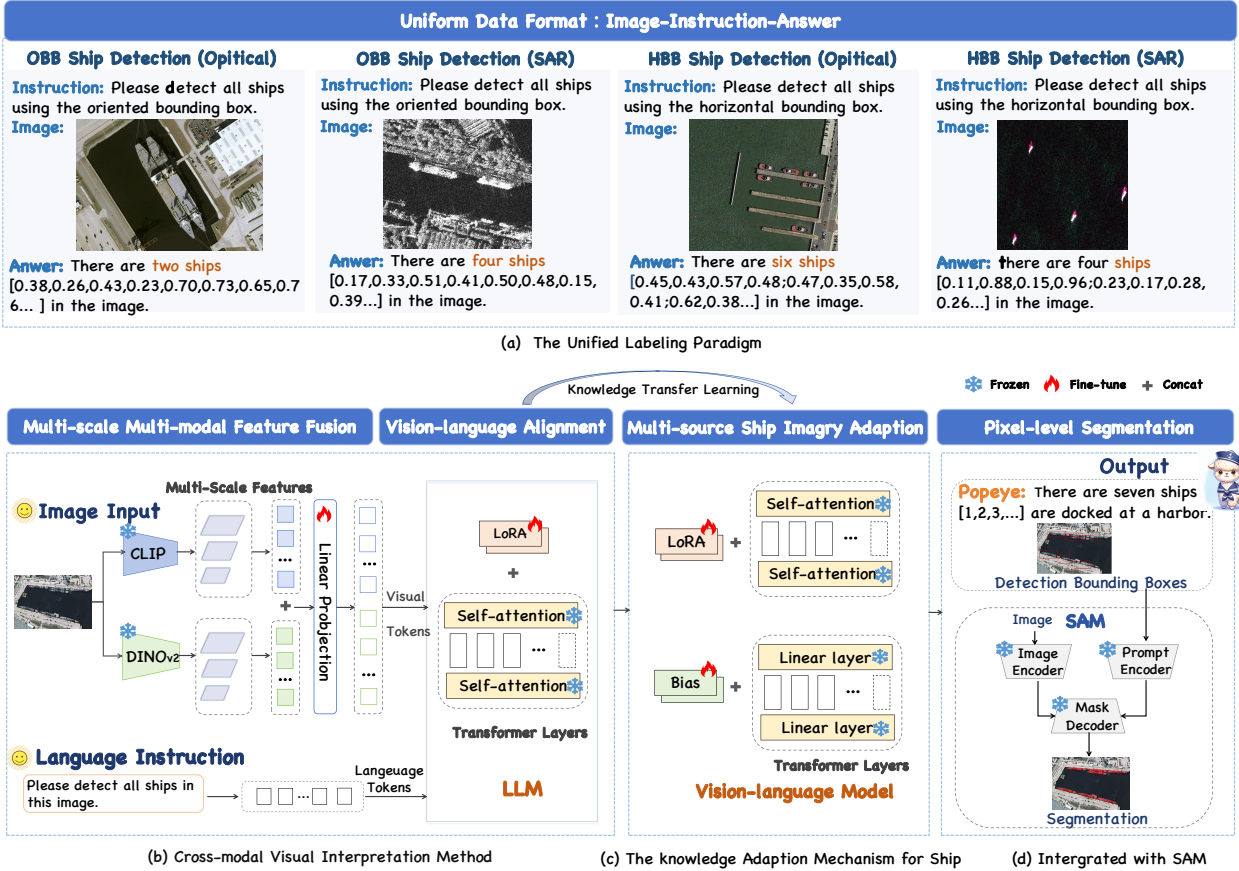 Uniform Data Format : Image-Instruction-Answer
OBB Ship Detection (Opitical)
Instruction: Please detect all ships
using the oriented bounding box.
Image:
Anwer: There are two ships
[0.38,0.26,0.43,0.23,0.70,0.73,0.65,0.7
6... ] in the image.
OBB Ship Detection (SAR)
Instruction: Please detect all ships
using the oriented bounding box.
Image:
Anwer: There are four ships
[0.17,0.33,0.51,0.41,0.50,0.48,0.15,
0.39...] in the image.
HBB Ship Detection (Opitical)
Instruction: Please detect all ships
using the horizontal bounding box.
Image:
Anwer: There are six ships
[0.45,0.43,0.57,0.48;0.47,0.35,0.58,
0.41;0.62,0.38...] in the image.
HBB Ship Detection (SAR)
Instruction: Please detect all ships
using the horizontal bounding box.
Image:
Anwer: there are four ships
[0.11,0.88,0.15,0.96;0.23,0.17,0.28,
0.26...] in the image.
(a) The Unified Labeling Paradigm
Knowledge Transfer Learning
Frozen Fine-tune + Concat
Multi-scale Multi-modal Feature Fusion
Vision-language Alignment
Multi-source Ship Imagry Adaption
Pixel-level Segmentation
Multi-Scale Features
Image Input
CLIP
...
+
DINOv2
...
Linear Probjection
...
...
Visual
Tokens
Language Instruction
Please detect all ships in
this image.
...
Langeuage
Tokens
LoRA
+
Self-attention
...
Self-attention
Transformer Layers
LLM
LoRA
+
Self-attention
...
Self-attention
Bias
+
Linear layer
...
Linear layer
Transformer Layers
Vision-language Model
Output
Popeye: There are seven ships
[1,2,3,...] are docked at a harbor.
Detection Bounding Boxes
Image
SAM
Image
Encoder
Prompt
Encoder
Mask
Decoder
Segmentation
(b) Cross-modal Visual Interpretation Method
(c) The knowledge Adaption Mechanism for Ship
(d) Intergrated with SAM